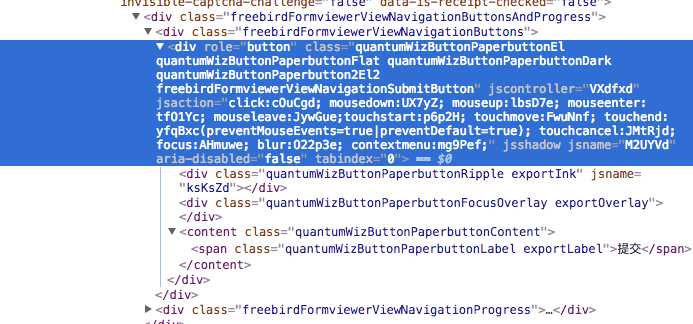 invisible-captcha-challenge="false" data-is-receipt-checked="false">
▼<div class="freebirdFormviewerViewNavigationButtonsAndProgress">
▼<div class="freebirdFormviewerViewNavigationButtons">
▼<div role="button" class="quantumWizButtonPaperbuttonEl
quantumWizButtonPaperbuttonFlat quantumWizButtonPaperbuttonDark
quantumWizButtonPaperbutton2El2
freebirdFormviewerViewNavigationSubmitButton" jscontroller="VXdfxd"
jsaction="click:cOuCgd; mousedown:UX7yZ; mouseup:lbsD7e; mouseenter:
tfO1Yc; mouseleave:JywGue;touchstart:p6p2H; touchmove:FwuNnf; touchend:
yfqBxc(preventMouseEvents=true|preventDefault=true); touchcancel:JMtRjd;
focus:AHmuwe; blur:O22p3e; contextmenu:mg9Pef;" jsshadow jsname="M2UYVd"
aria-disabled="false" tabindex="0"> == $0
<div class="quantumWizButtonPaperbuttonRipple exportInk" jsname=
"ksKsZd"></div>
<div class="quantumWizButtonPaperbuttonFocusOverlay exportOverlay">
</div>
▼<content class="quantumWizButtonPaperbuttonContent">
<span class="quantumWizButtonPaperbuttonLabel exportLabel">提交</span>
</content>
</div>
</div>
▶<div class="freebirdFormviewerViewNavigationProgress">…</div>
</div>